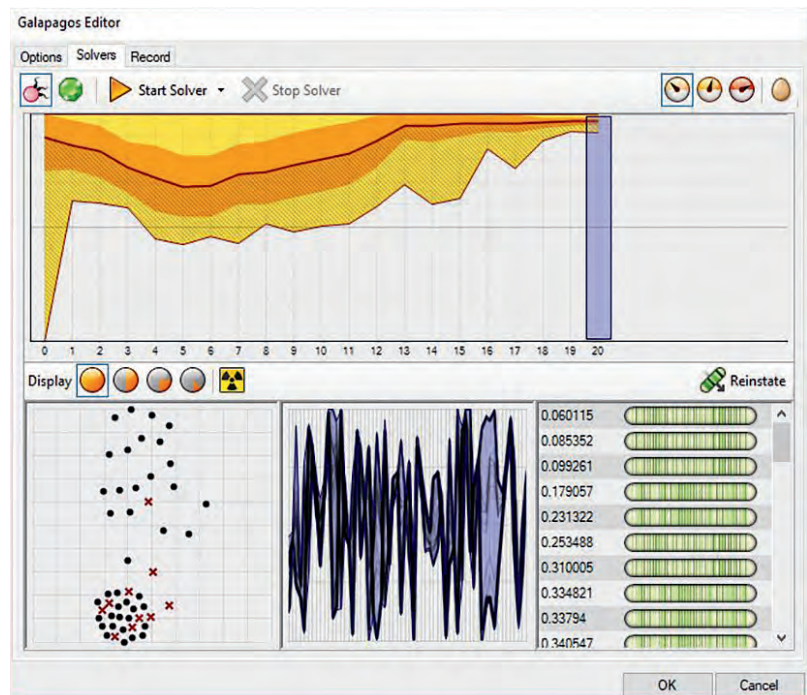 Galapagos Editor
Options Solvers Record
Start Solver Stop Solver
0 1 2 3 4 5 6 7 8 9 10 11 12 13 14 15 16 17 18 19 20
Display Reinstate
0.060115
0.085352
0.099261
0.179057
0.231322
0.253488
0.310005
0.334821
0.33794
0.340547
OK Cancel